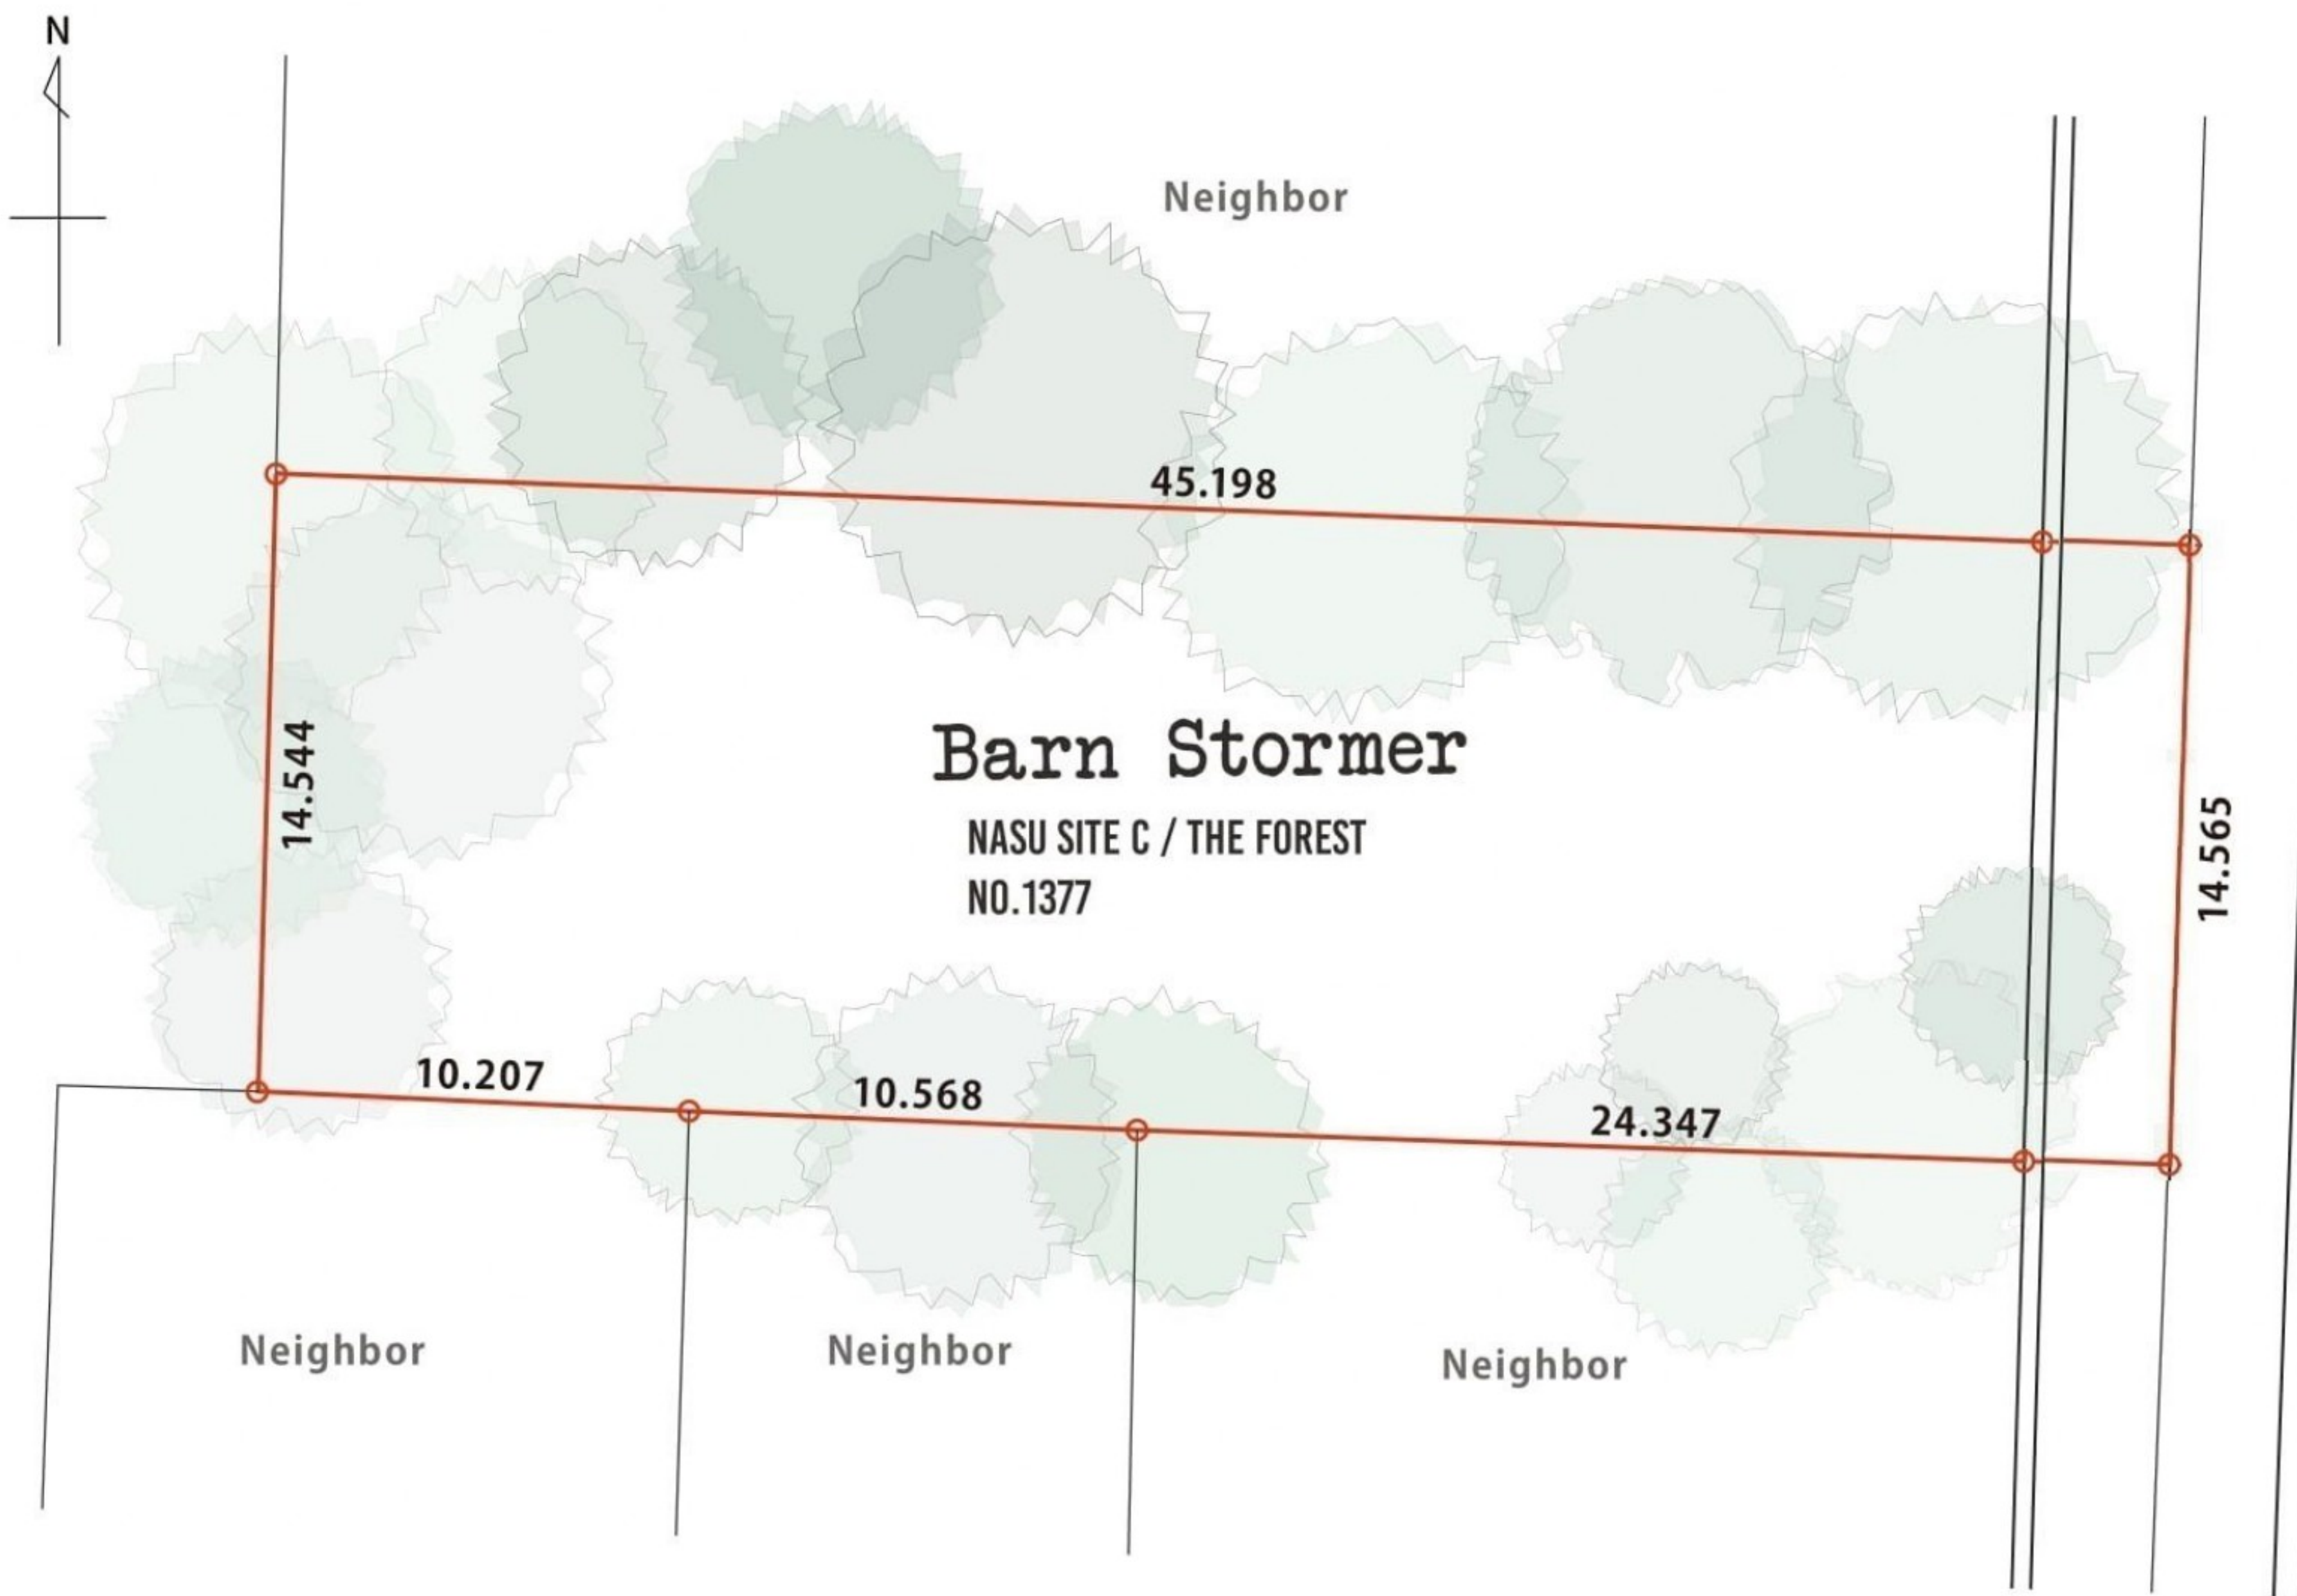 N
Neighbor
45.198
14.544
Barn Stormer
NASU SITE C / THE FOREST
NO.1377
14.565
10.207
10.568
24.347
Neighbor
Neighbor
Neighbor